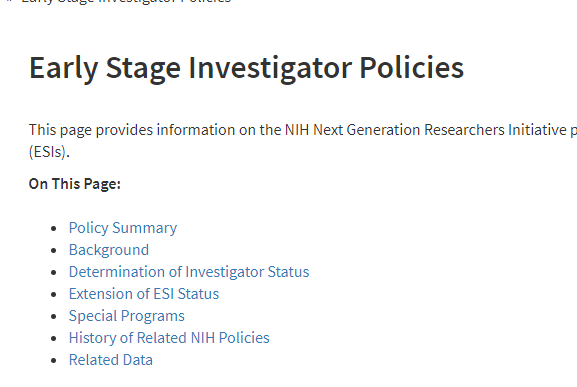 Early Stage Investigator Policies
Early Stage Investigator Policies
This page provides information on the NIH Next Generation Researchers Initiative p
(ESIs).
On This Page:
Policy Summary
Background
Determination of Investigator Status
Extension of ESI Status
Special Programs
History of Related NIH Policies
Related Data